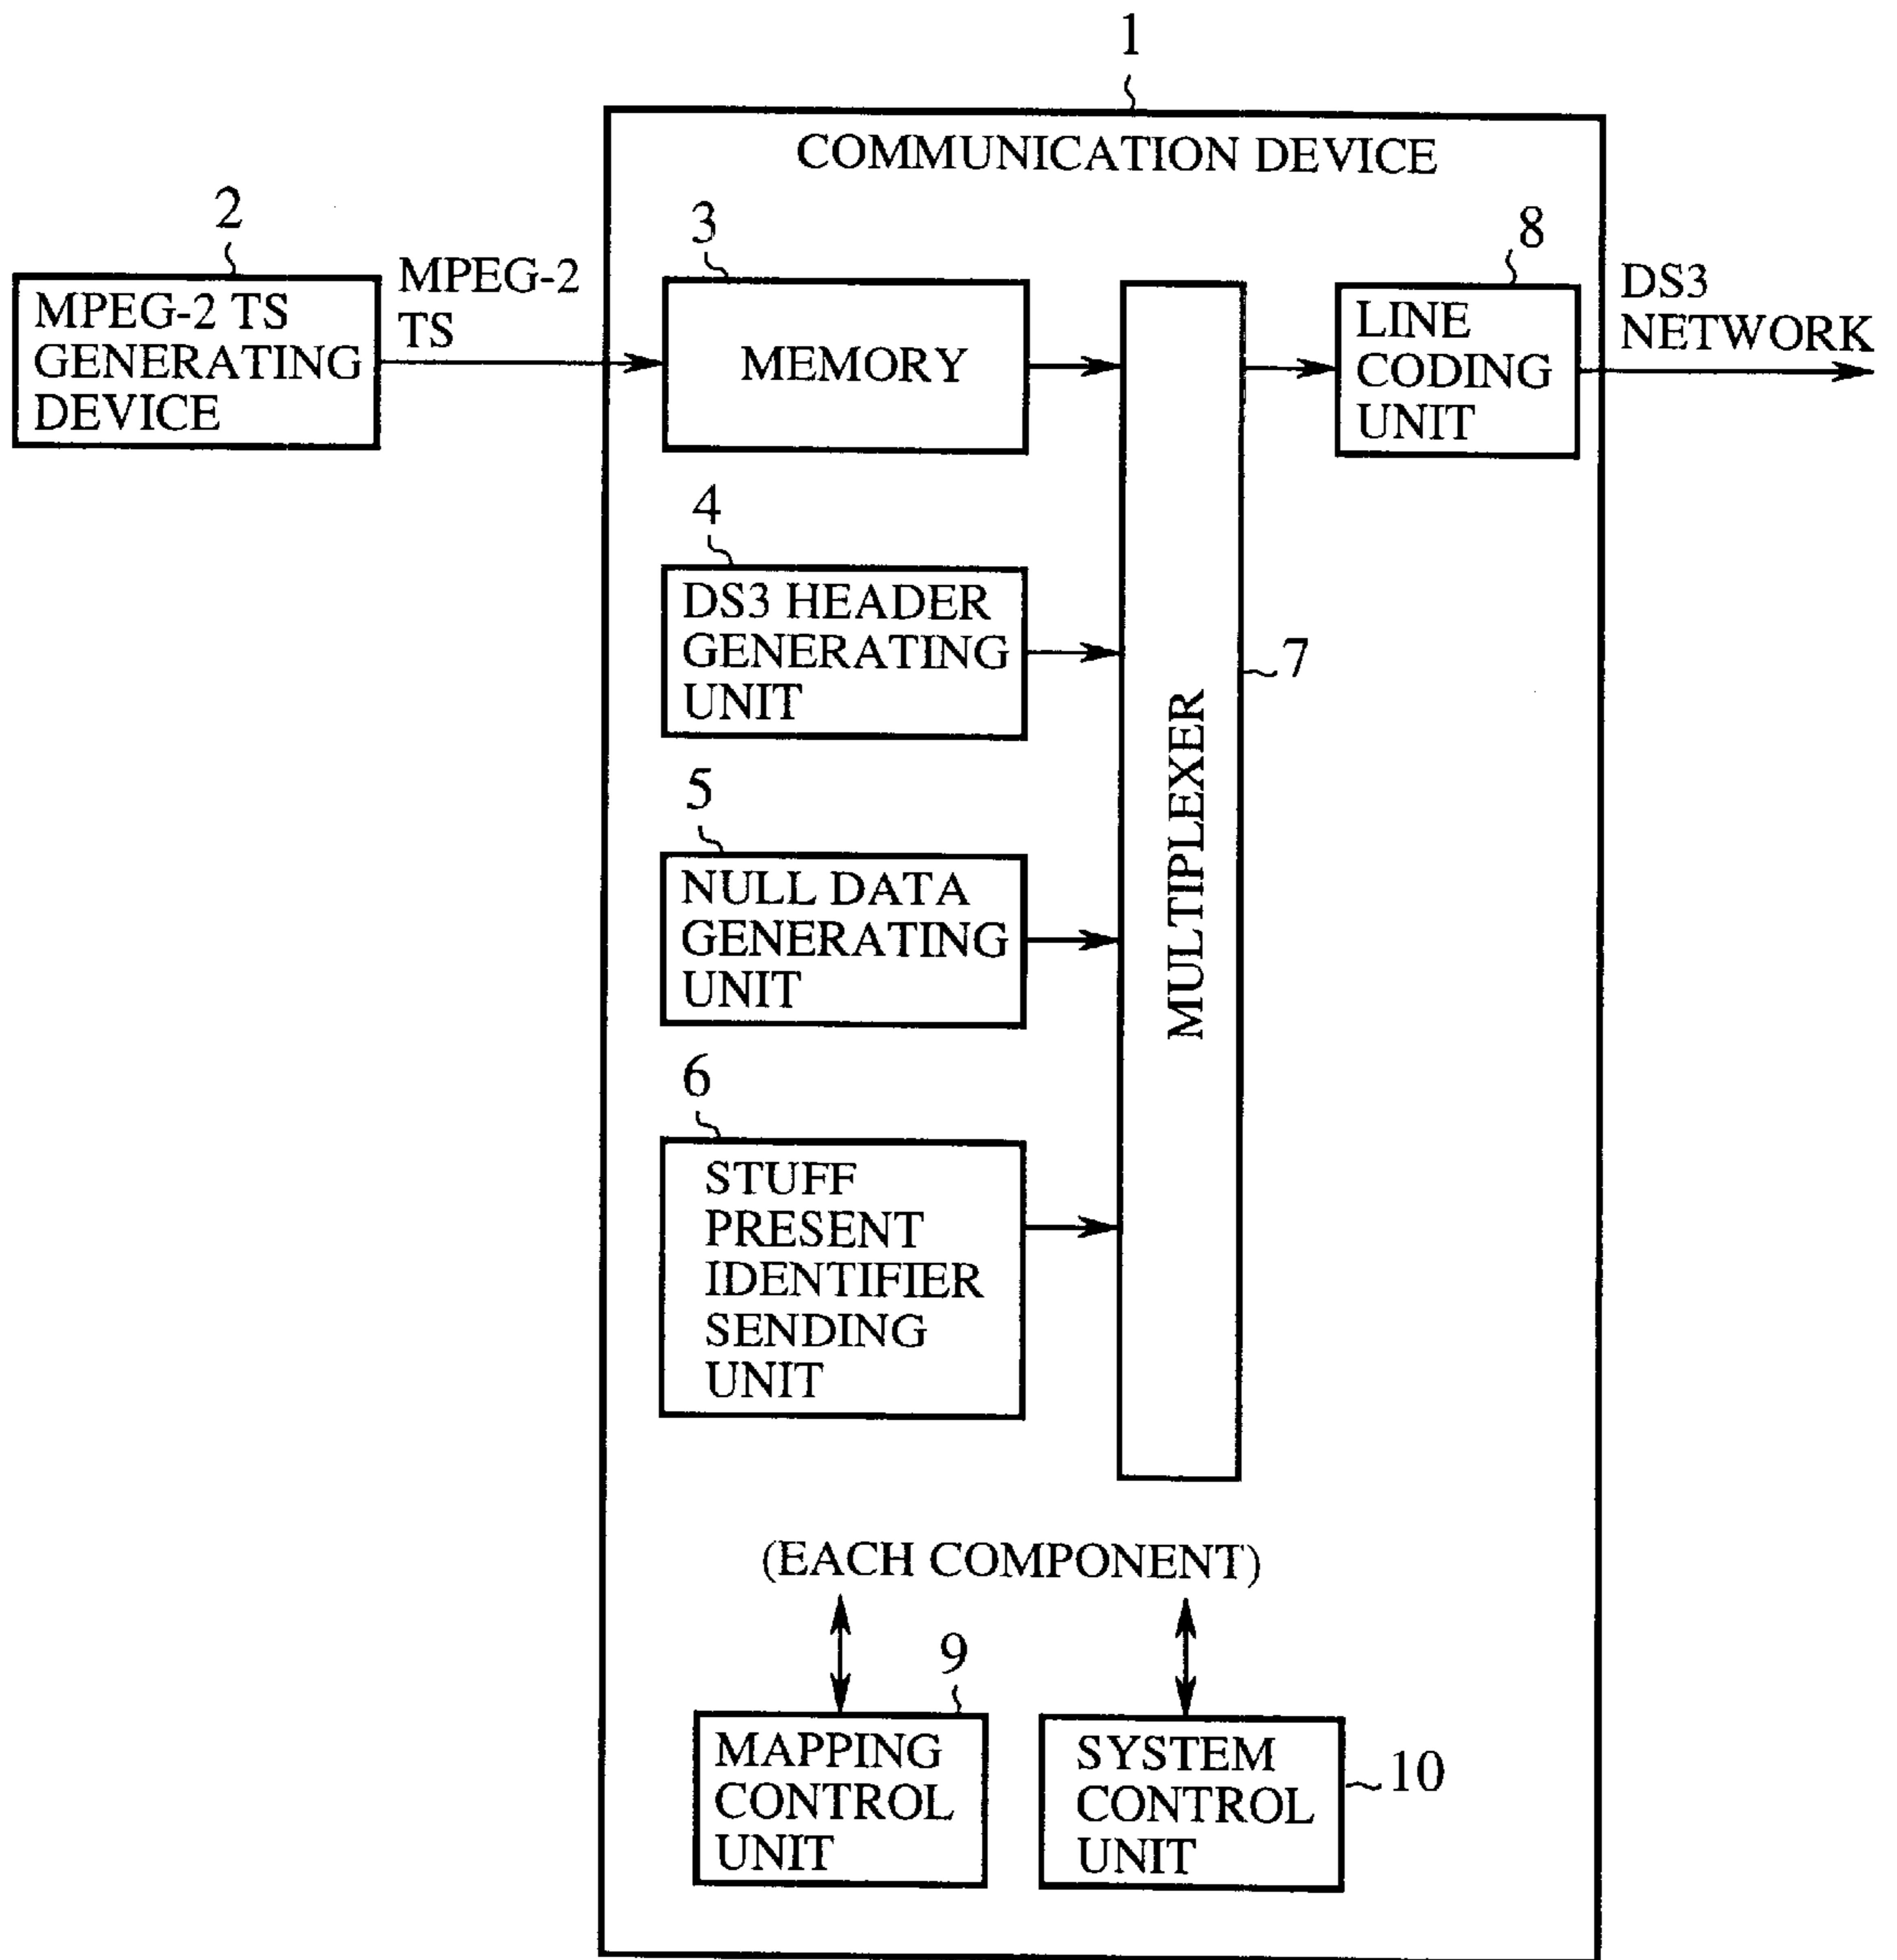 1
COMMUNICATION DEVICE
2
MPEG-2 TS
GENERATING
DEVICE
MPEG-2
TS
3
MEMORY
8
LINE
CODING
UNIT
DS3
NETWORK
4
DS3 HEADER
GENERATING
UNIT
7
MULTIPLEXER
5
NULL DATA
GENERATING
UNIT
6
STUFF
PRESENT
IDENTIFIER
SENDING
UNIT
(EACH COMPONENT)
9
MAPPING
CONTROL
UNIT
SYSTEM
CONTROL
UNIT
10